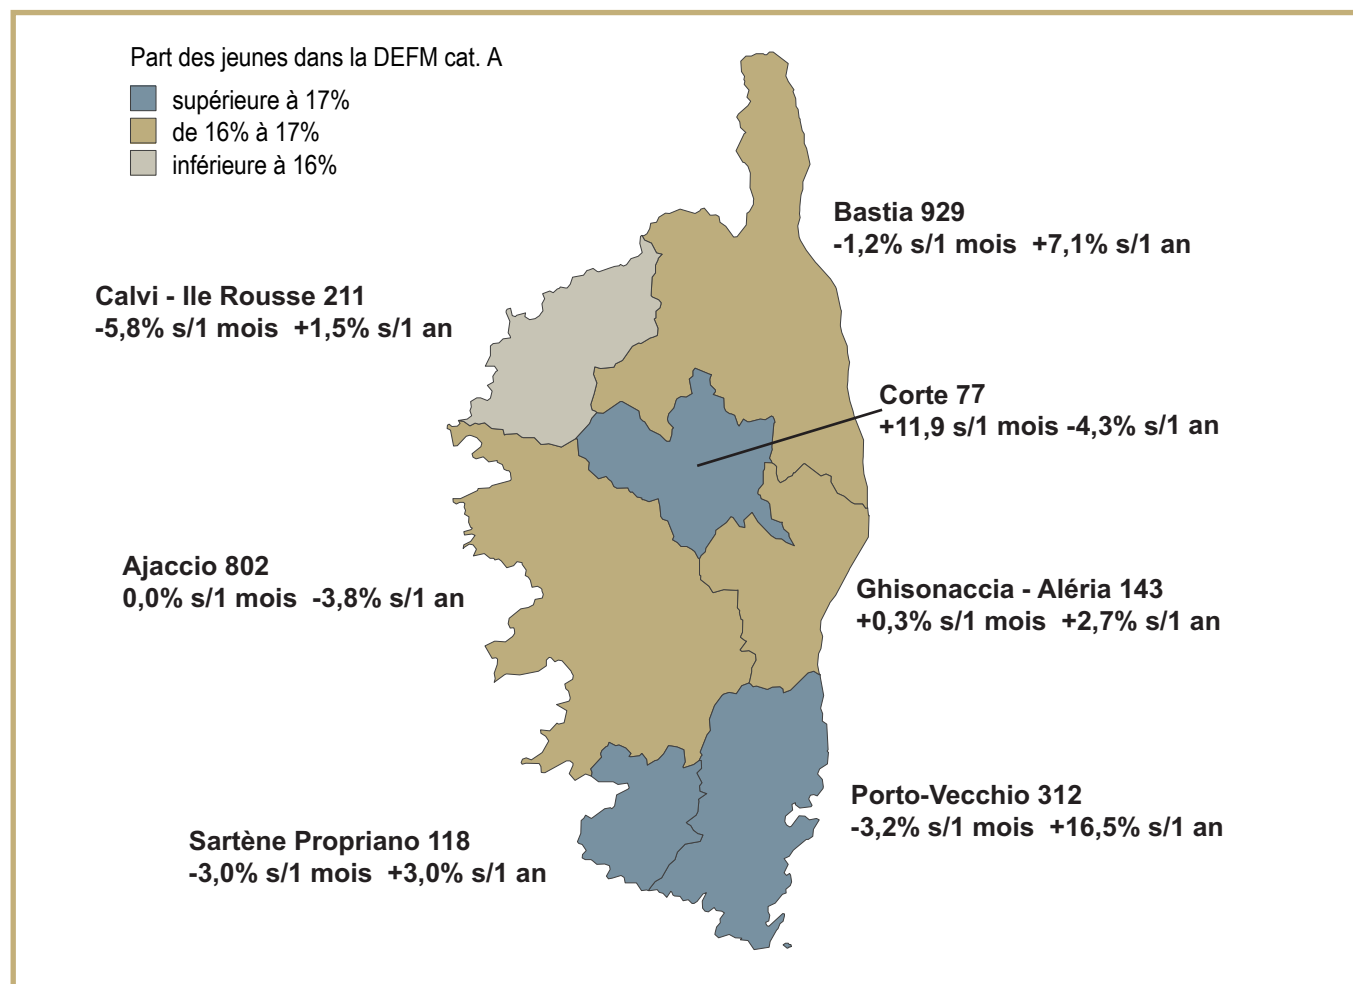 Part des jeunes dans la DEFM cat. A
supérieure à 17%
de 16% à 17%
inférieure à 16%
Bastia 929
-1,2% s/1 mois +7,1% s/1 an
Calvi - Ile Rousse 211
-5,8% s/1 mois +1,5% s/1 an
Corte 77
+11,9 s/1 mois -4,3% s/1 an
Ajaccio 802
0,0% s/1 mois -3,8% s/1 an
Ghisonaccia - Aléria 143
+0,3% s/1 mois +2,7% s/1 an
Porto-Vecchio 312
-3,2% s/1 mois +16,5% s/1 an
Sartène Propriano 118
-3,0% s/1 mois +3,0% s/1 an